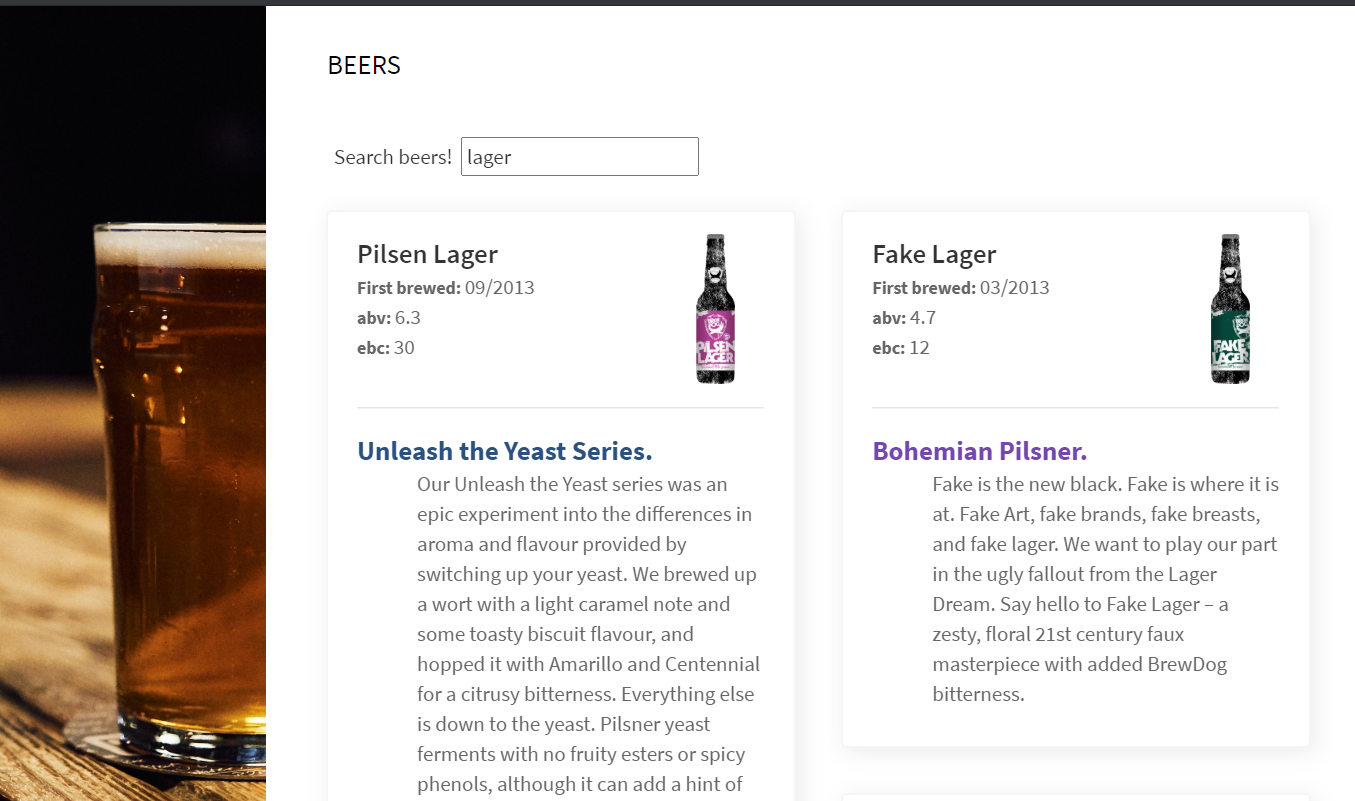 BEERS
Search beers! lager
Pilsen Lager
First brewed: 09/2013
abv: 6.3
ebc: 30
PILSEN
LAGER
Unleash the Yeast Series.
Our Unleash the Yeast series was an
epic experiment into the differences in
aroma and flavour provided by
switching up your yeast. We brewed up
a wort with a light caramel note and
some toasty biscuit flavour, and
hopped it with Amarillo and Centennial
for a citrusy bitterness. Everything else
is down to the yeast. Pilsner yeast
ferments with no fruity esters or spicy
phenols, although it can add a hint of
Fake Lager
First brewed: 03/2013
abv: 4.7
ebc: 12
FAKE
LAGER
Bohemian Pilsner.
Fake is the new black. Fake is where it is
at. Fake Art, fake brands, fake breasts,
and fake lager. We want to play our part
in the ugly fallout from the Lager
Dream. Say hello to Fake Lager – a
zesty, floral 21st century faux
masterpiece with added BrewDog
bitterness.